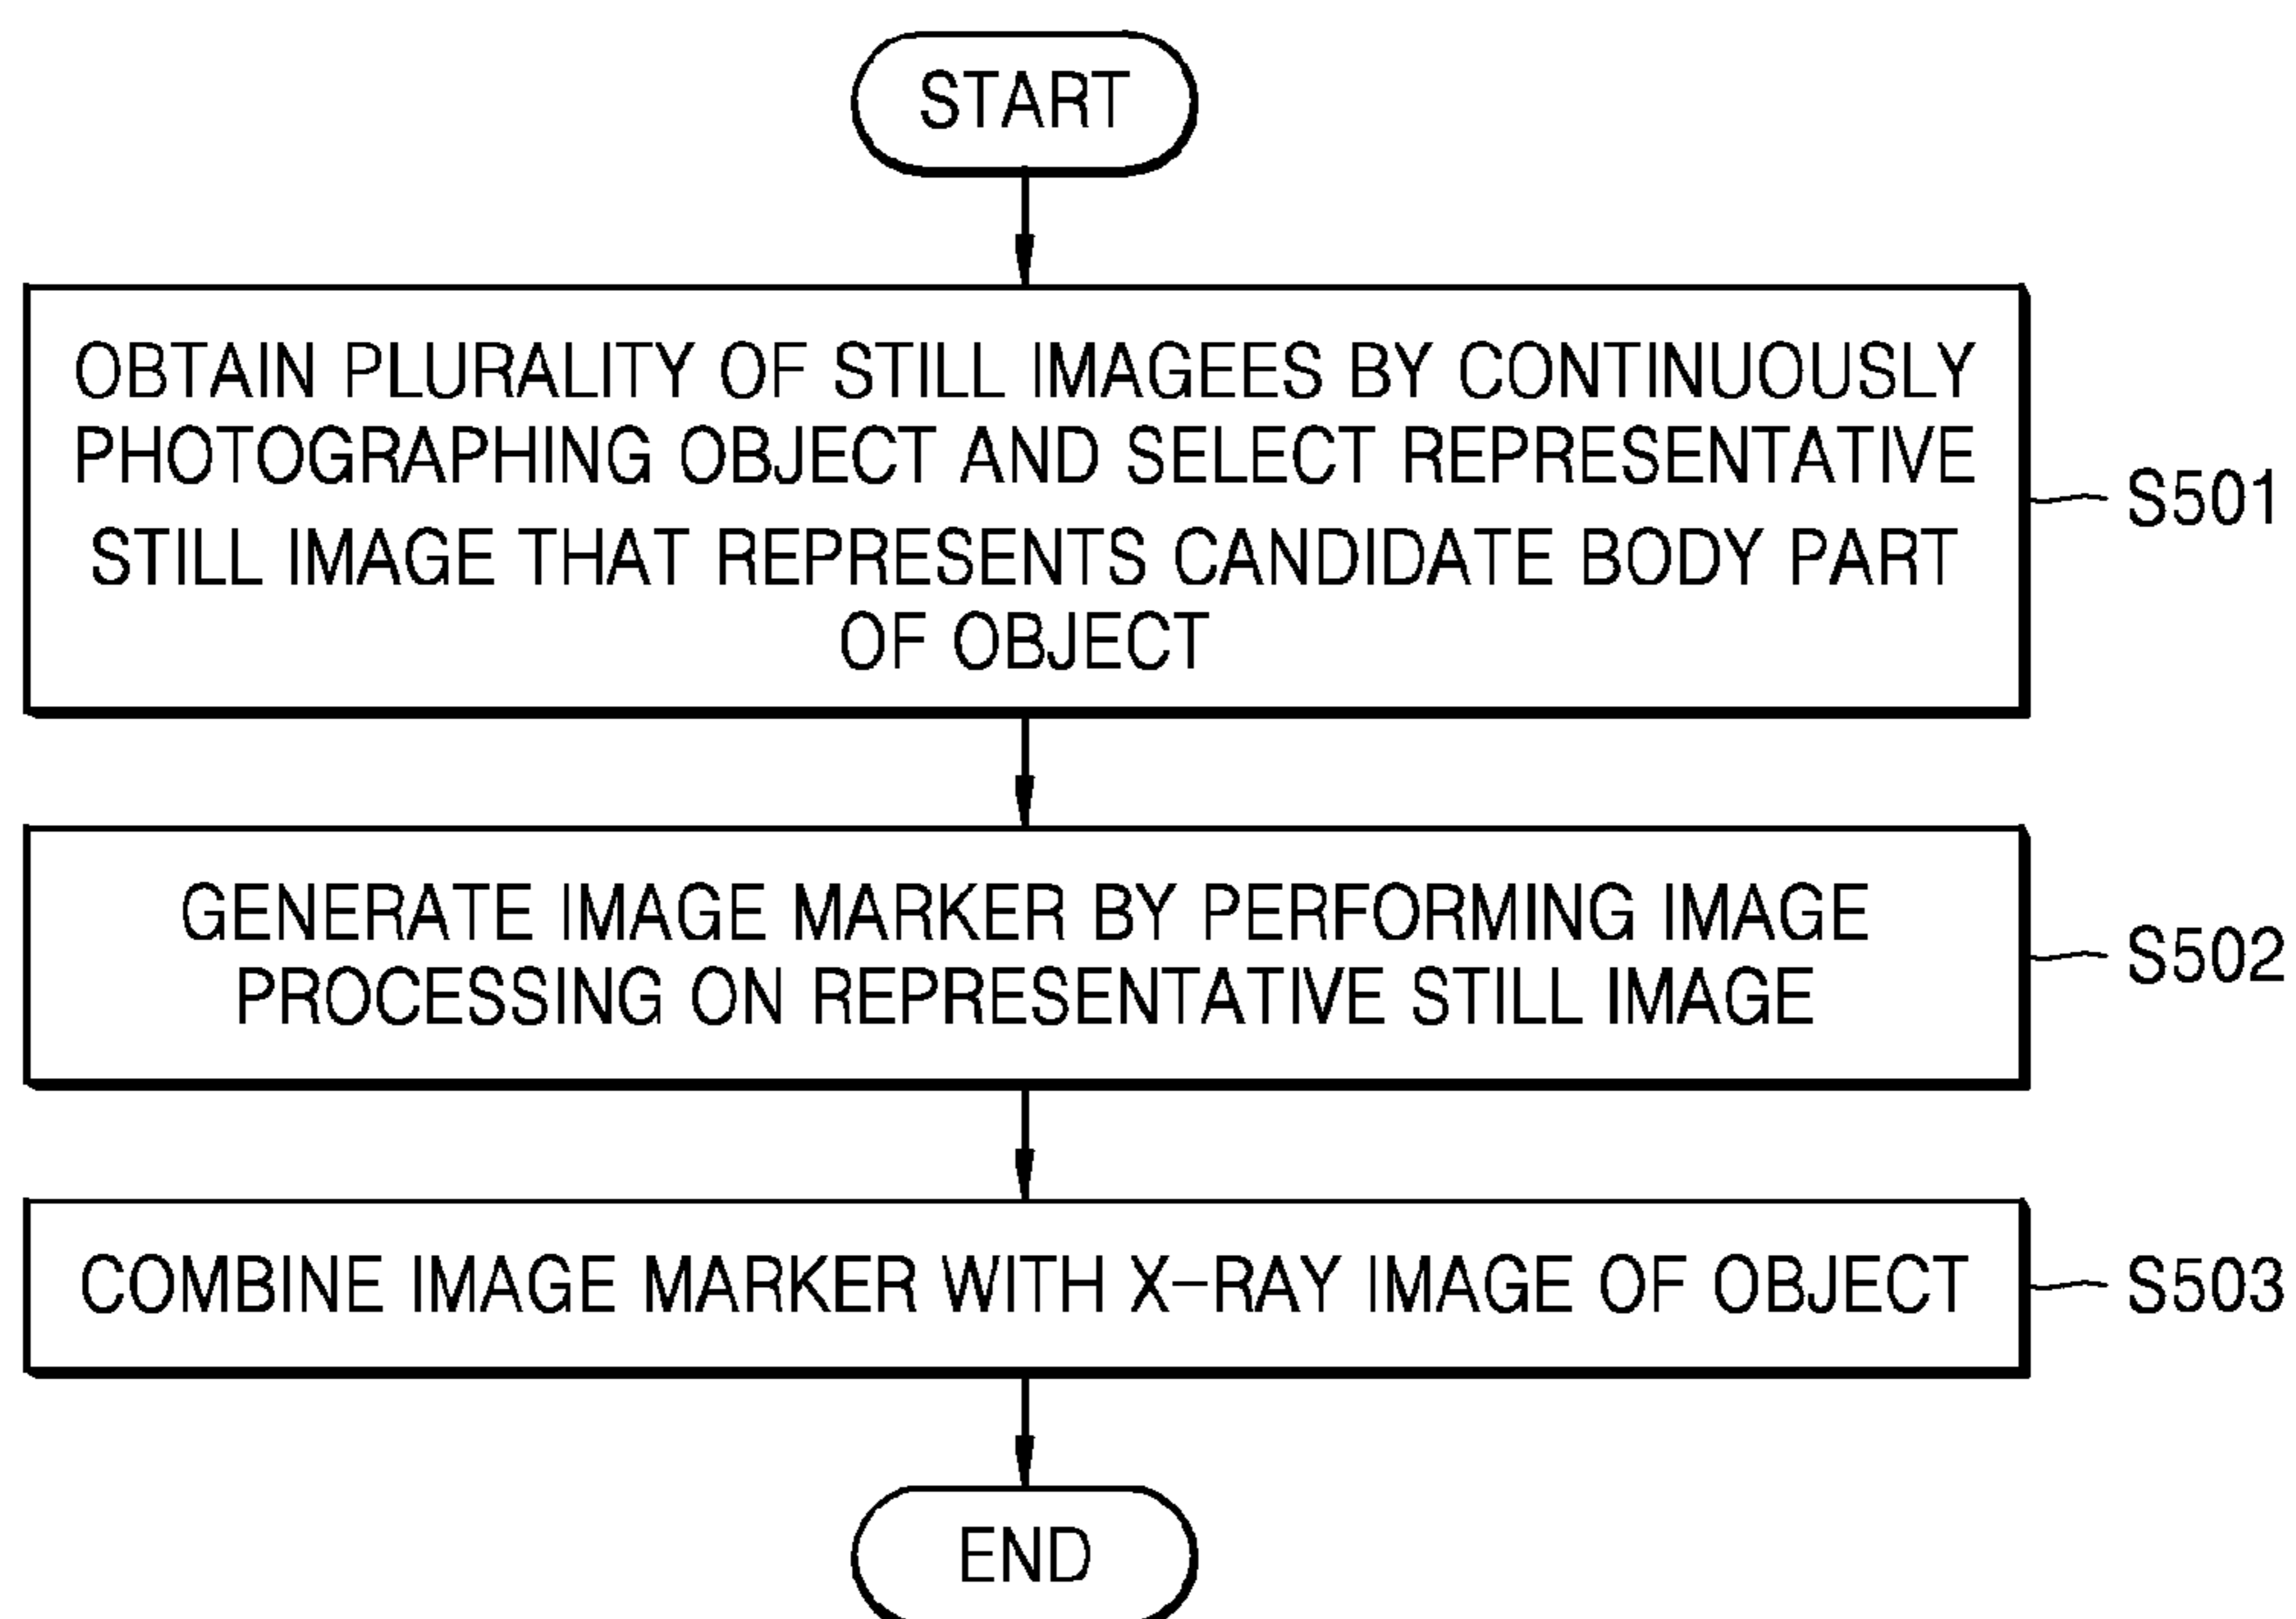 START
OBTAIN PLURALITY OF STILL IMAGEES BY CONTINUOUSLY
PHOTOGRAPHING OBJECT AND SELECT REPRESENTATIVE
STILL IMAGE THAT REPRESENTS CANDIDATE BODY PART
OF OBJECT
S501
GENERATE IMAGE MARKER BY PERFORMING IMAGE
PROCESSING ON REPRESENTATIVE STILL IMAGE
S502
COMBINE IMAGE MARKER WITH X-RAY IMAGE OF OBJECT
S503
END